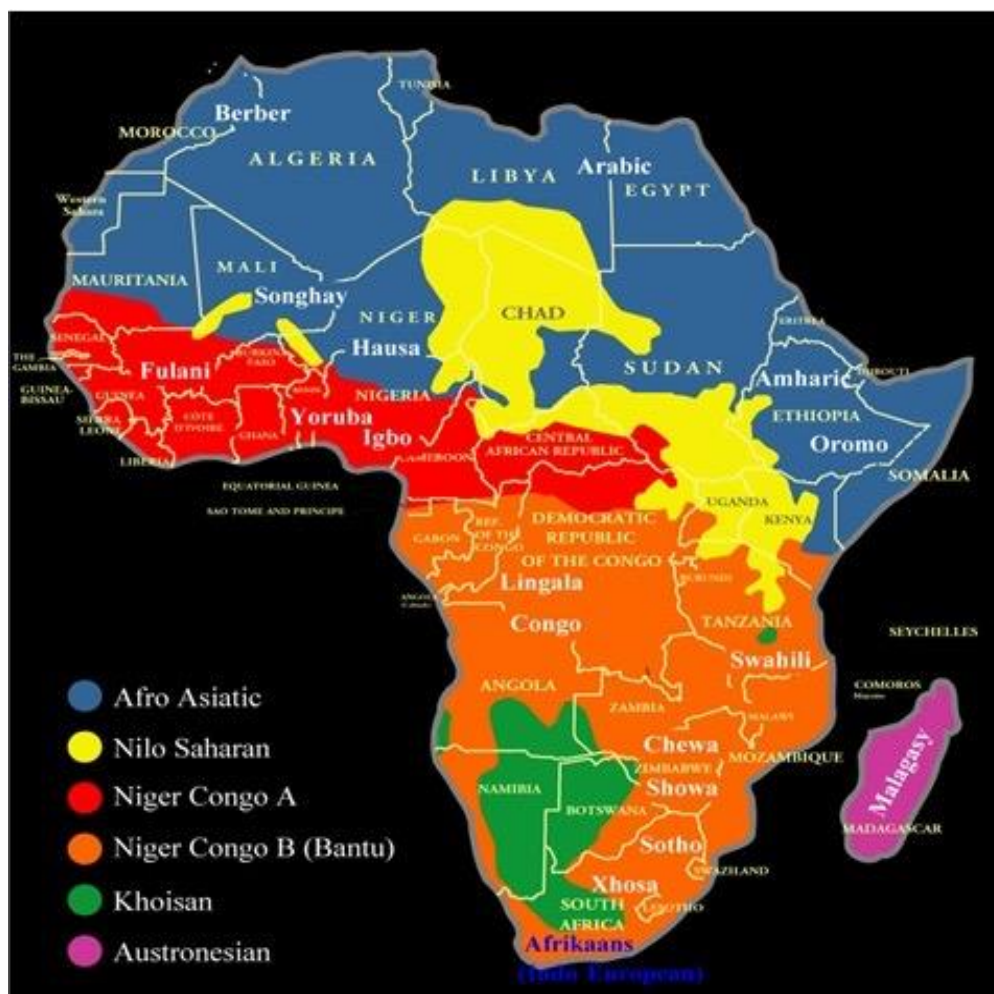 TUNISIA
Berber
MOROCCO
ALGERIA
LIBYA
Arabic
EGYPT
Western
Sahara
MAURITANIA
MALI
Songhay
NIGER
CHAD
Hausa
SUDAN
ERITREA
SENEGAL
THE
GAMBIA
Fulani
BURKINA
FASO
Amharic
DJIBOUTI
GUINEA-
BISSAU
GUINEA
BENIN
NIGERIA
ETHIOPIA
SIERRA
LEONE
CÔTE
D'IVOIRE
GHANA
Yoruba
Igbo
CENTRAL
AFRICAN REPUBLIC
Oromo
LIBERIA
CAMEROON
SOMALIA
EQUATORIAL GUINEA
UGANDA
SAO TOME AND PRINCIPE
KENYA
GABON
REP.
OF THE
CONGO
DEMOCRATIC
REPUBLIC
OF THE CONGO
Lingala
BURUNDI
ANGOLA
(Cabinda)
Congo
TANZANIA
SEYCHELLES
Swahili
ANGOLA
COMOROS
ZAMBIA
MALAWI
Chewa
MOZAMBIQUE
Malagasy
ZIMBABWE
NAMIBIA
Showa
BOTSWANA
MADAGASCAR
Sotho
SWAZILAND
Xhosa
SOUTH
AFRICA
LESOTHO
Afrikaans
(Indo European)
Afro Asiatic
Nilo Saharan
Niger Congo A
Niger Congo B (Bantu)
Khoisan
Austronesian